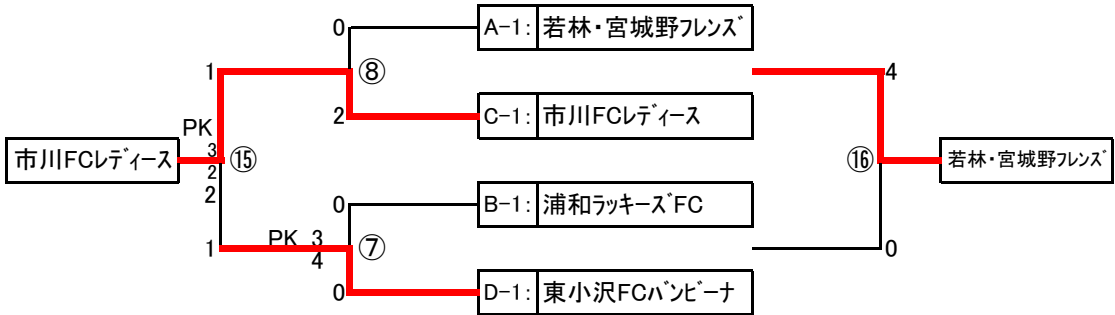 0
A-1: 若林・宮城野フレンズ
1
⑧
4
2
C-1: 市川FCレディース
PK
市川FCレディース
3
⑮
⑯
若林・宮城野フレンズ
2
2
0
B-1: 浦和ラッキーズFC
1
PK 3
⑦
0
4
0
D-1: 東小沢FCバンビーナ